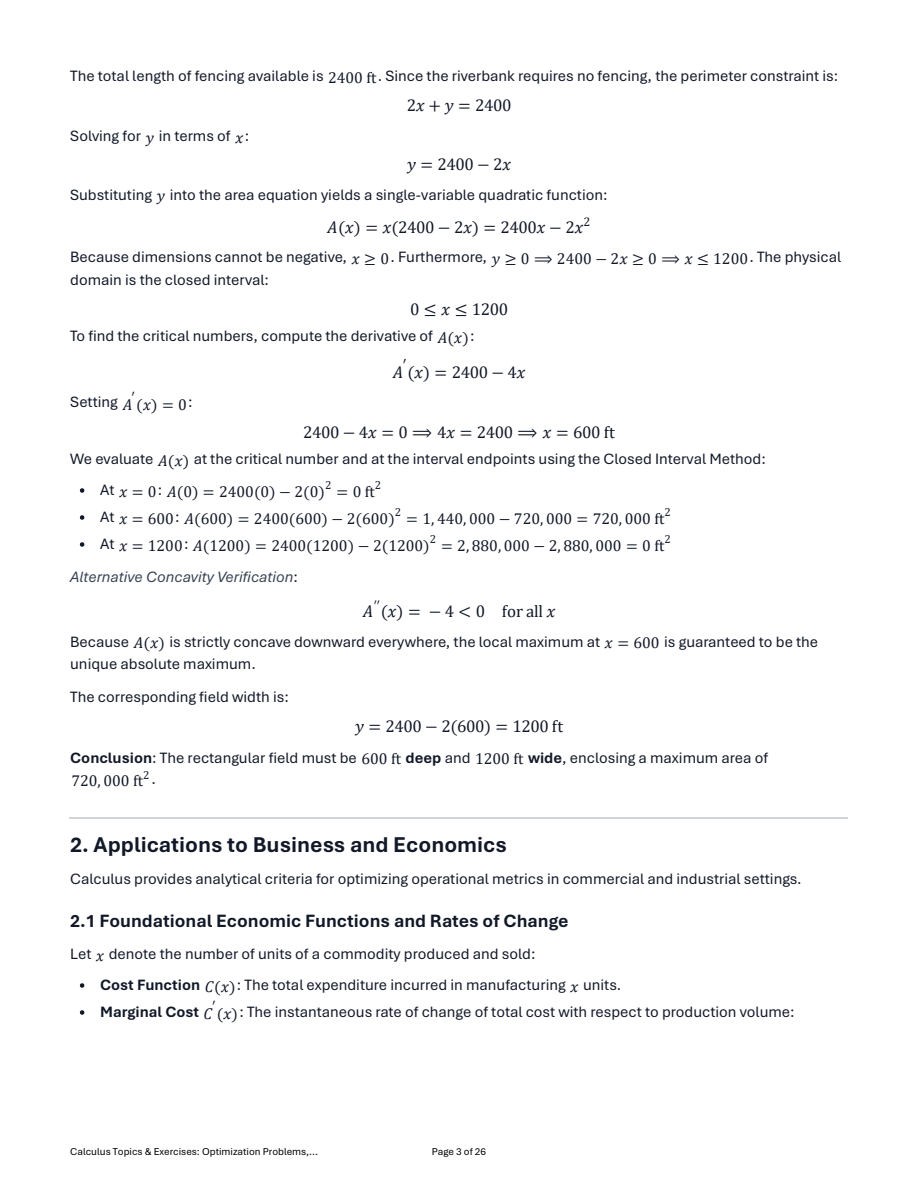 The total length of fencing available is 2400 ft. Since the riverbank requires no fencing, the perimeter constraint is:
2x + y = 2400
Solving for y in terms of x:
y = 2400 − 2x
Substituting y into the area equation yields a single-variable quadratic function:
A(x) = x(2400 − 2x) = 2400x − 2x²
Because dimensions cannot be negative, x ≥ 0. Furthermore, y ≥ 0 ⟹ 2400 − 2x ≥ 0 ⟹ x ≤ 1200. The physical
domain is the closed interval:
0 ≤ x ≤ 1200
To find the critical numbers, compute the derivative of A(x):
A′(x) = 2400 − 4x
Setting A′(x) = 0:
2400 − 4x = 0 ⟹ 4x = 2400 ⟹ x = 600 ft
We evaluate A(x) at the critical number and at the interval endpoints using the Closed Interval Method:
• At x = 0: A(0) = 2400(0) − 2(0)² = 0 ft²
• At x = 600: A(600) = 2400(600) − 2(600)² = 1,440,000 − 720,000 = 720,000 ft²
• At x = 1200: A(1200) = 2400(1200) − 2(1200)² = 2,880,000 − 2,880,000 = 0 ft²
Alternative Concavity Verification:
A″(x) = − 4 < 0 for all x
Because A(x) is strictly concave downward everywhere, the local maximum at x = 600 is guaranteed to be the
unique absolute maximum.
The corresponding field width is:
y = 2400 − 2(600) = 1200 ft
Conclusion: The rectangular field must be 600 ft deep and 1200 ft wide, enclosing a maximum area of
720,000 ft².
2. Applications to Business and Economics
Calculus provides analytical criteria for optimizing operational metrics in commercial and industrial settings.
2.1 Foundational Economic Functions and Rates of Change
Let x denote the number of units of a commodity produced and sold:
• Cost Function C(x): The total expenditure incurred in manufacturing x units.
• Marginal Cost C′(x): The instantaneous rate of change of total cost with respect to production volume:
Calculus Topics & Exercises: Optimization Problems,... Page 3 of 26